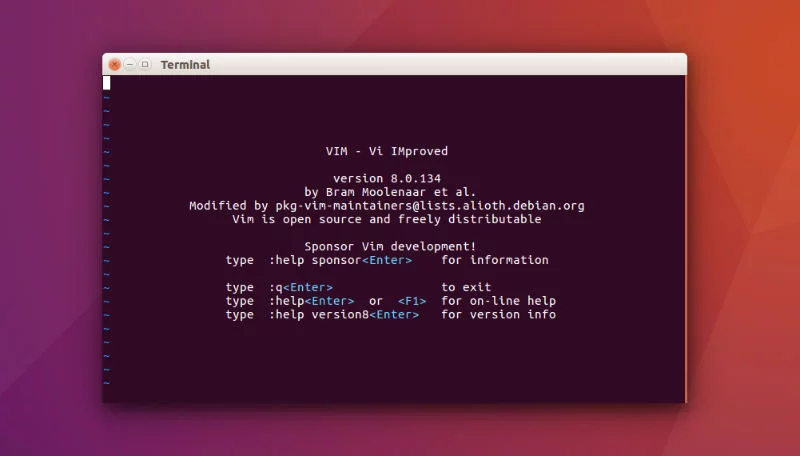 Terminal
~
~
~
~
~ VIM - Vi IMproved
~
~ version 8.0.134
~ by Bram Moolenaar et al.
~ Modified by pkg-vim-maintainers@lists.alioth.debian.org
~ Vim is open source and freely distributable
~
~ Sponsor Vim development!
~ type :help sponsor<Enter> for information
~
~ type :q<Enter> to exit
~ type :help<Enter> or <F1> for on-line help
~ type :help version8<Enter> for version info
~
~
~
~
~